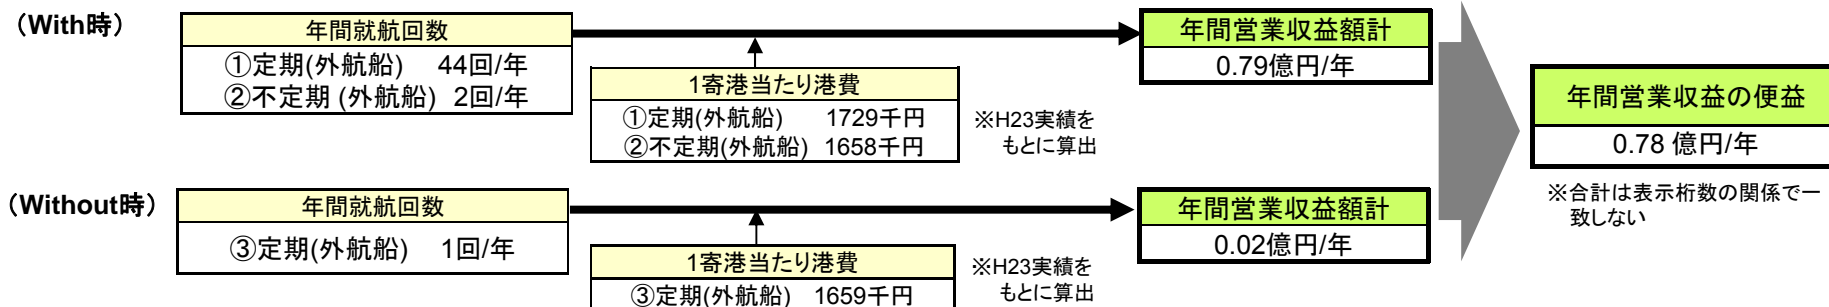 （With時）
年間就航回数
①定期(外航船)　44回/年
②不定期 (外航船)　2回/年
1寄港当たり港費
①定期(外航船)　1729千円
②不定期(外航船)　1658千円
※H23実績を
もとに算出
年間営業収益額計
0.79億円/年
（Without時）
年間就航回数
③定期(外航船)　1回/年
1寄港当たり港費
③定期(外航船)　1659千円
※H23実績を
もとに算出
年間営業収益額計
0.02億円/年
年間営業収益の便益
0.78 億円/年
※合計は表示桁数の関係で一
致しない